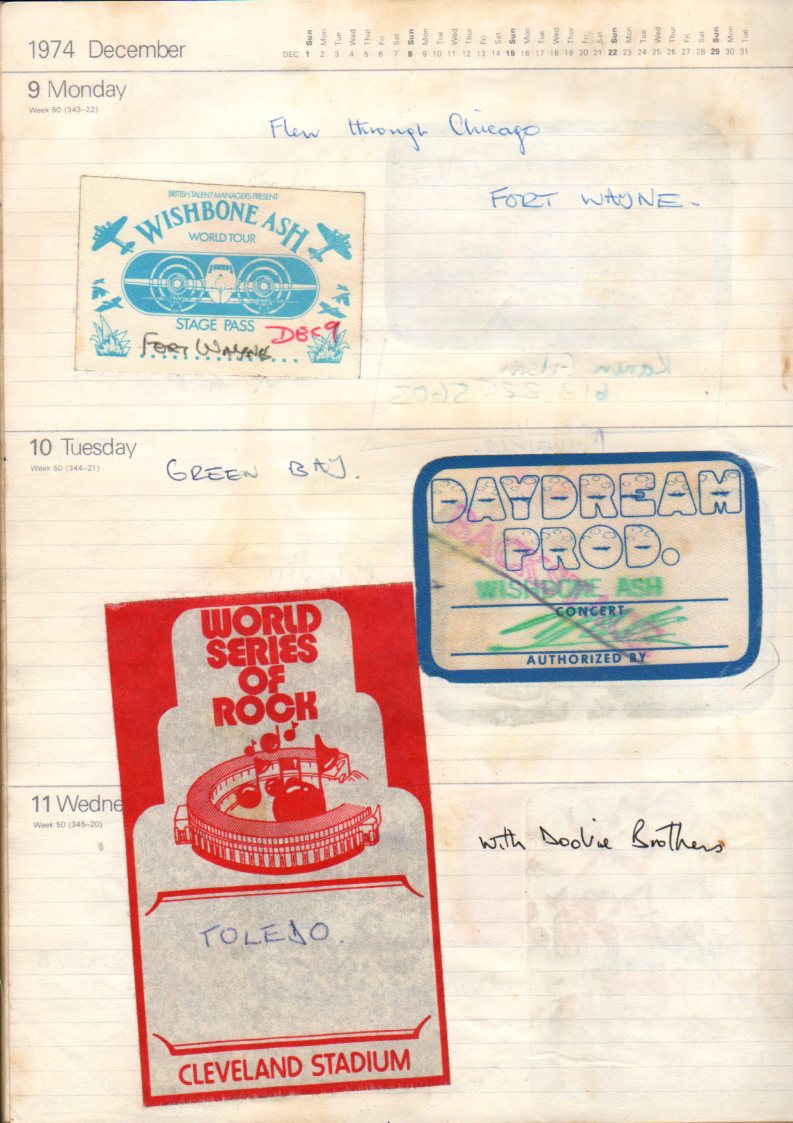 1974 December
DEC 1 2 3 4 5 6 7 8 9 10 11 12 13 14 15 16 17 18 19 20 21 22 23 24 25 26 27 28 29 30 31
Sun Mon Tue Wed Thur Fri Sat Sun Mon Tue Wed Thur Fri Sat Sun Mon Tue Wed Thur Fri Sat Sun Mon Tue Wed Thur Fri Sat Sun Mon Tue
9 Monday
Week 50 (343–22)
Flew through Chicago
FORT WAYNE.
BRITISH TALENT MANAGERS PRESENT
WISHBONE ASH
WORLD TOUR
STAGE PASS
DEC 9
FORT WAYNE
10 Tuesday
Week 50 (344–21)
GREEN BAY.
DAYDREAM
PROD.
WISHBONE ASH
CONCERT
AUTHORIZED BY
WORLD
SERIES
OF
ROCK
11 Wedne
Week 50 (345–20)
with Doobie Brothers
TOLEDO.
CLEVELAND STADIUM